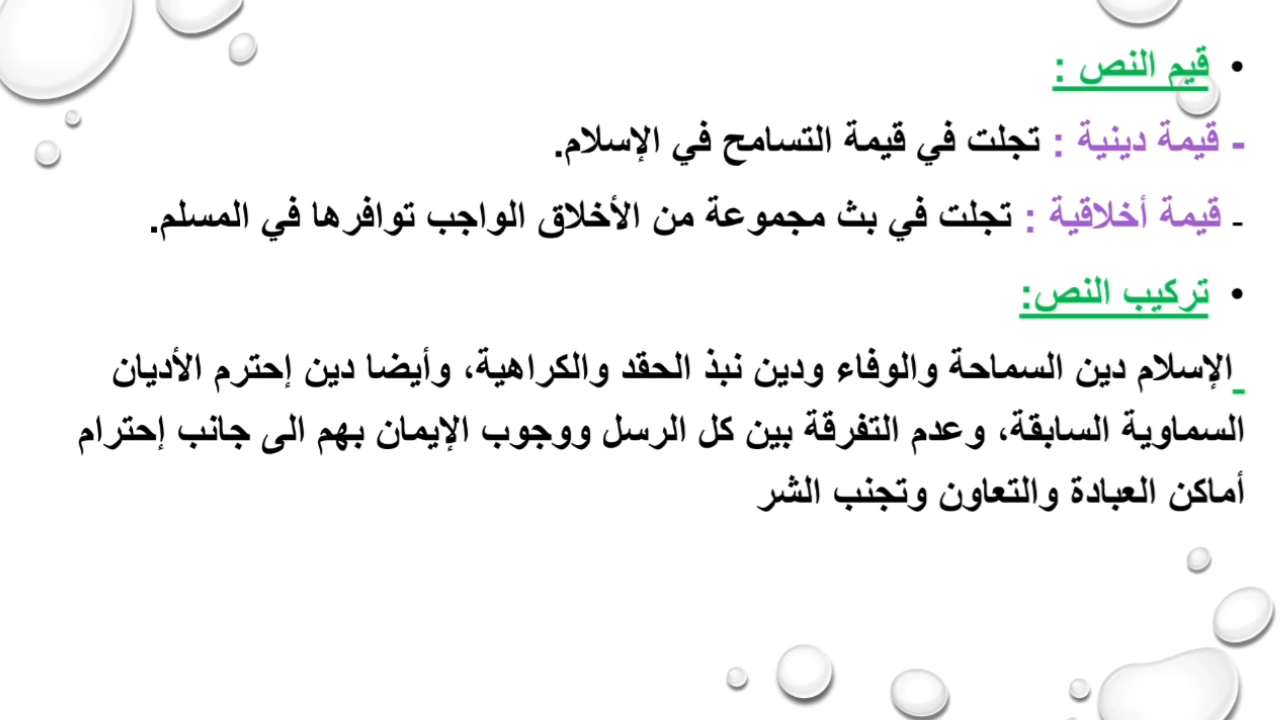 • قيم النص :
- قيمة دينية : تجلت في قيمة التسامح في الإسلام.
- قيمة أخلاقية : تجلت في بث مجموعة من الأخلاق الواجب توافرها في المسلم.
• تركيب النص:
_ الإسلام دين السماحة والوفاء ودين نبذ الحقد والكراهية، وأيضا دين إحترم الأديان
السماوية السابقة، وعدم التفرقة بين كل الرسل ووجوب الإيمان بهم الى جانب إحترام
أماكن العبادة والتعاون وتجنب الشر